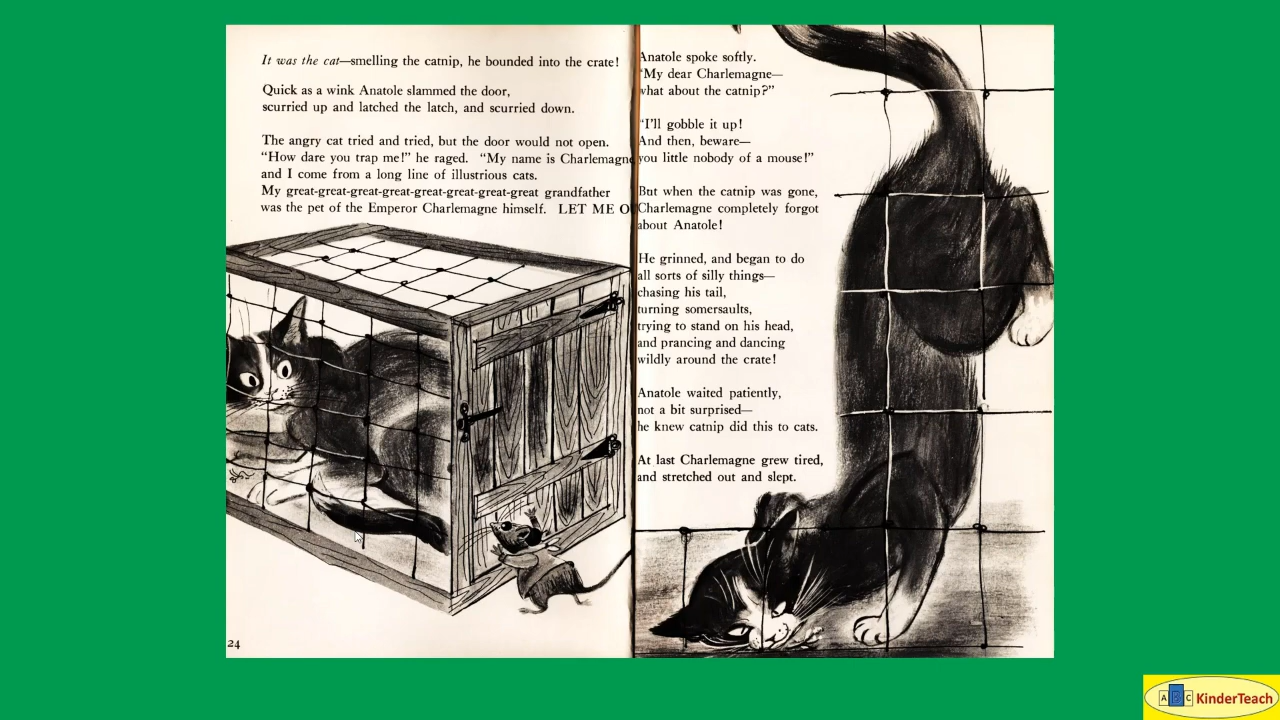 It was the cat—smelling the catnip, he bounded into the crate!
Quick as a wink Anatole slammed the door,
scurried up and latched the latch, and scurried down.
The angry cat tried and tried, but the door would not open.
“How dare you trap me!” he raged. “My name is Charlemagne
and I come from a long line of illustrious cats.
My great-great-great-great-great-great-great-great grandfather
was the pet of the Emperor Charlemagne himself. LET ME O
24
Anatole spoke softly.
“My dear Charlemagne—
what about the catnip?”
“I’ll gobble it up!
And then, beware—
you little nobody of a mouse!”
But when the catnip was gone,
Charlemagne completely forgot
about Anatole!
He grinned, and began to do
all sorts of silly things—
chasing his tail,
turning somersaults,
trying to stand on his head,
and prancing and dancing
wildly around the crate!
Anatole waited patiently,
not a bit surprised—
he knew catnip did this to cats.
At last Charlemagne grew tired,
and stretched out and slept.
ABC KinderTeach